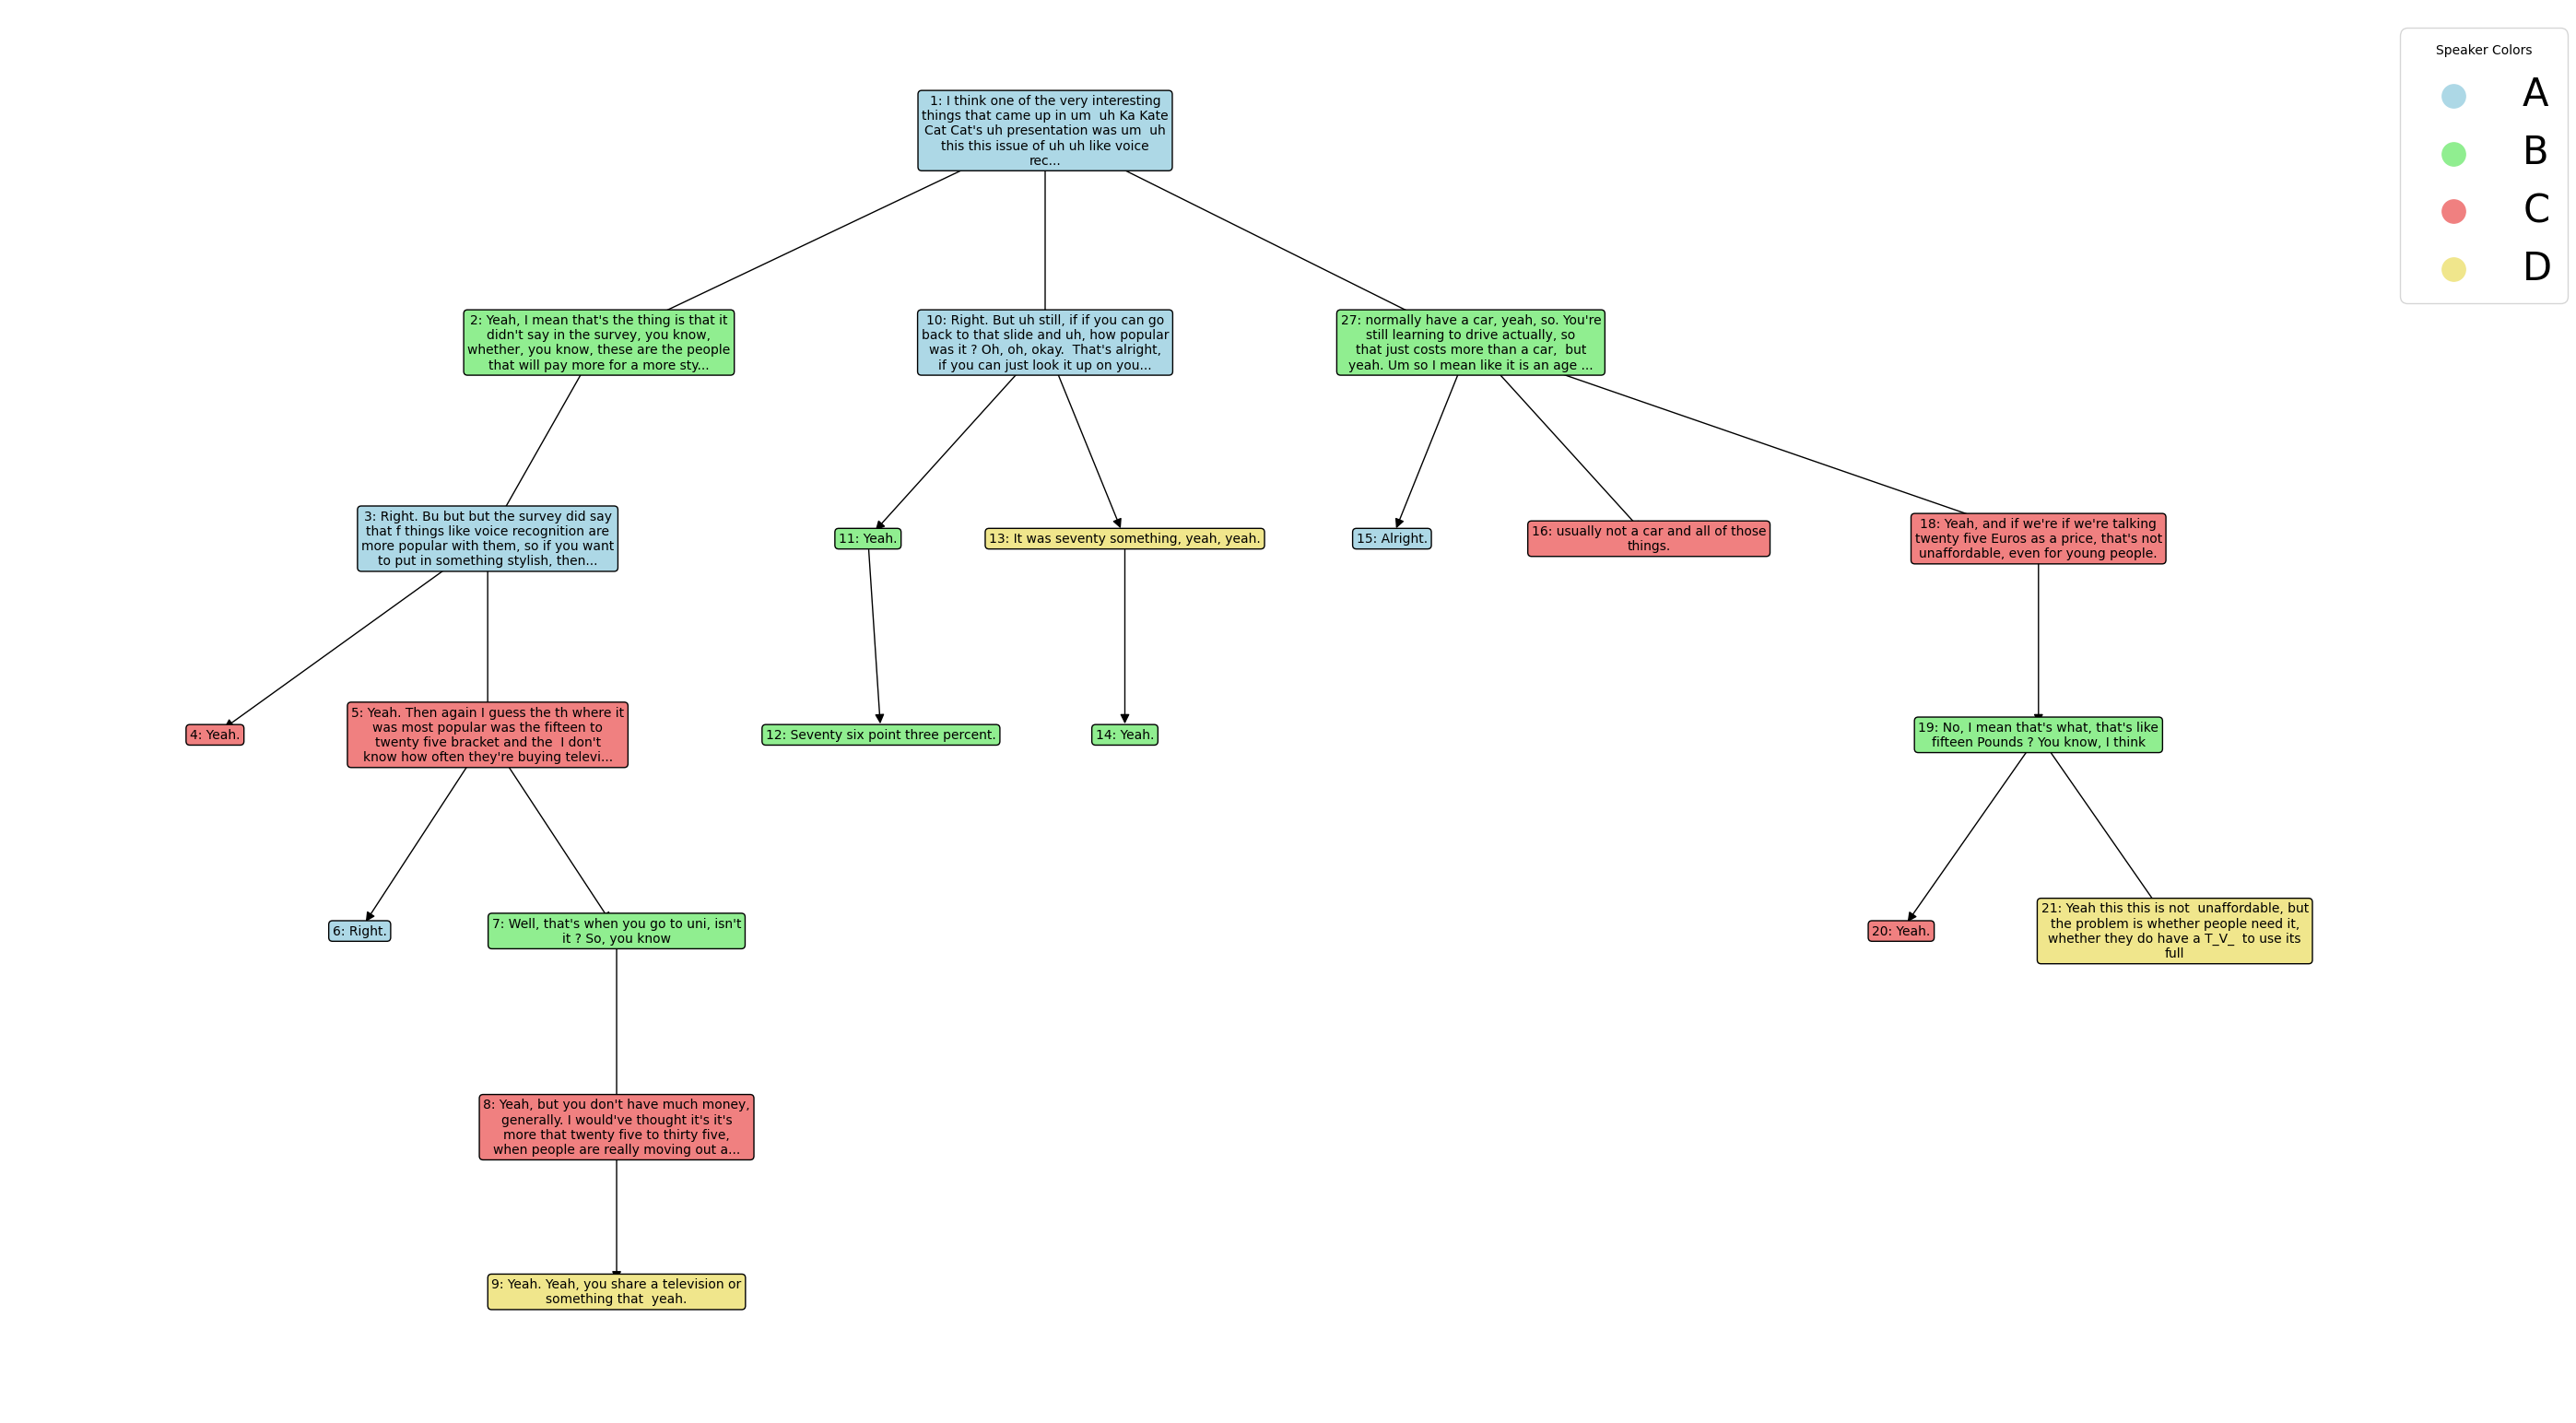 Speaker Colors
A
B
C
D
1: I think one of the very interesting
things that came up in um  uh Ka Kate
Cat Cat's uh presentation was um  uh
this this issue of uh uh like voice
rec...
2: Yeah, I mean that's the thing is that it
didn't say in the survey, you know,
whether, you know, these are the people
that will pay more for a more sty...
10: Right. But uh still, if if you can go
back to that slide and uh, how popular
was it ? Oh, oh, okay.  That's alright,
if you can just look it up on you...
27: normally have a car, yeah, so. You're
still learning to drive actually, so
that just costs more than a car,  but
yeah. Um so I mean like it is an age ...
3: Right. Bu but but the survey did say
that f things like voice recognition are
more popular with them, so if you want
to put in something stylish, then...
11: Yeah.
13: It was seventy something, yeah, yeah.
15: Alright.
16: usually not a car and all of those
things.
18: Yeah, and if we're if we're talking
twenty five Euros as a price, that's not
unaffordable, even for young people.
4: Yeah.
5: Yeah. Then again I guess the th where it
was most popular was the fifteen to
twenty five bracket and the  I don't
know how often they're buying televi...
12: Seventy six point three percent.
14: Yeah.
19: No, I mean that's what, that's like
fifteen Pounds ? You know, I think
6: Right.
7: Well, that's when you go to uni, isn't
it ? So, you know
20: Yeah.
21: Yeah this this is not  unaffordable, but
the problem is whether people need it,
whether they do have a T_V_  to use its
full
8: Yeah, but you don't have much money,
generally. I would've thought it's it's
more that twenty five to thirty five,
when people are really moving out a...
9: Yeah. Yeah, you share a television or
something that  yeah.